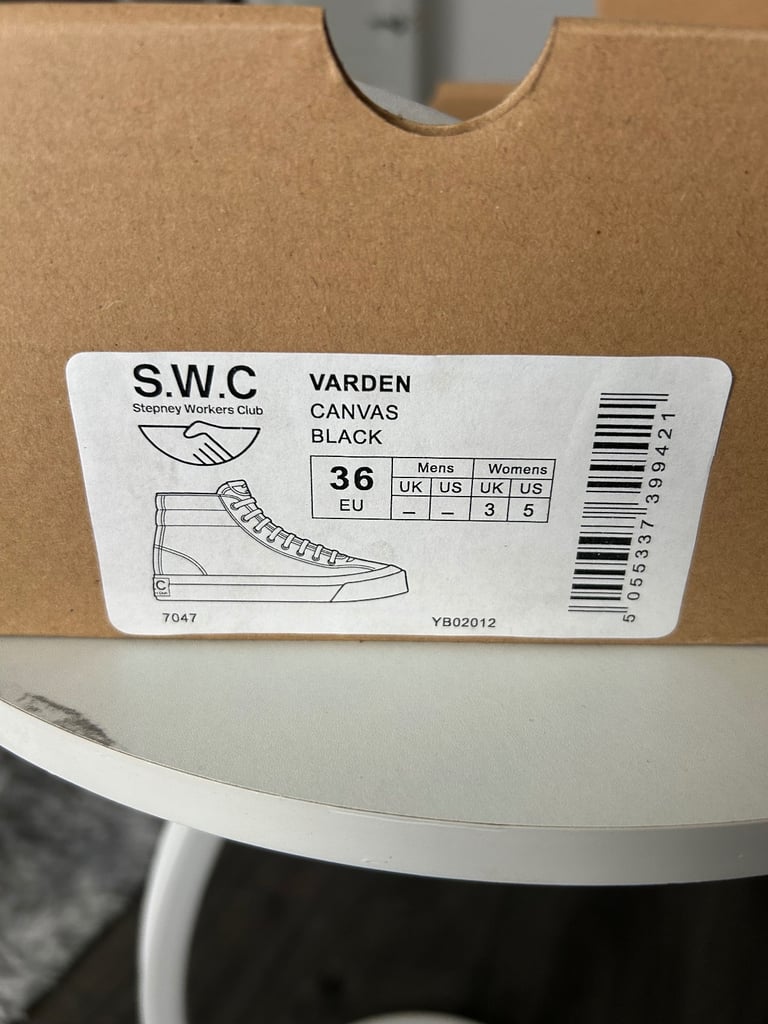 S.W.C
Stepney Workers Club
VARDEN
CANVAS
BLACK
36
EU
Mens Womens
UK US UK US
– – 3 5
C
7047
YB02012
5 055337 399421